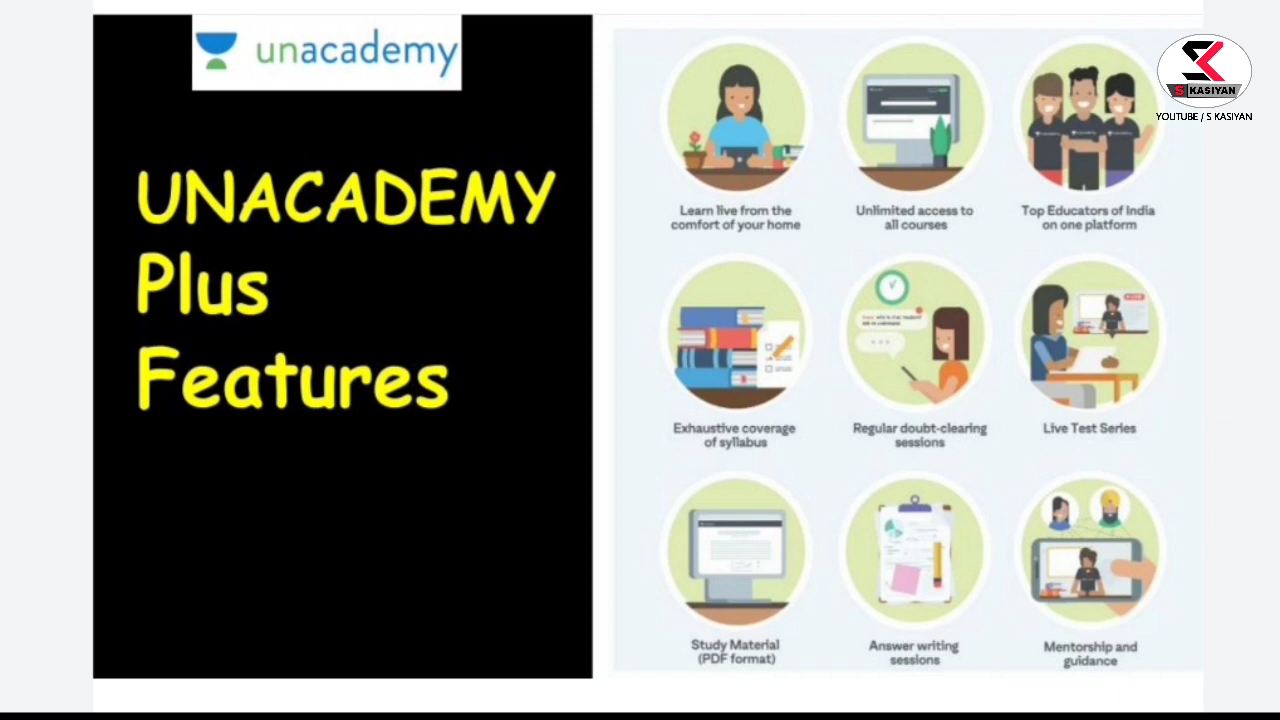 unacademy
UNACADEMY
Plus
Features
Learn live from the
comfort of your home
Unlimited access to
all courses
Top Educators of India
on one platform
Exhaustive coverage
of syllabus
Regular doubt-clearing
sessions
Live Test Series
Study Material
(PDF format)
Answer writing
sessions
Mentorship and
guidance
SK
S KASIYAN
YOUTUBE / S KASIYAN